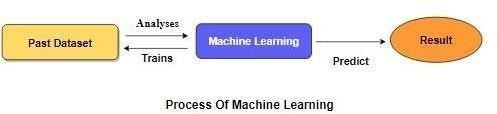 Analyses
Past Dataset
Machine Learning
Result
Trains
Predict
Process Of Machine Learning